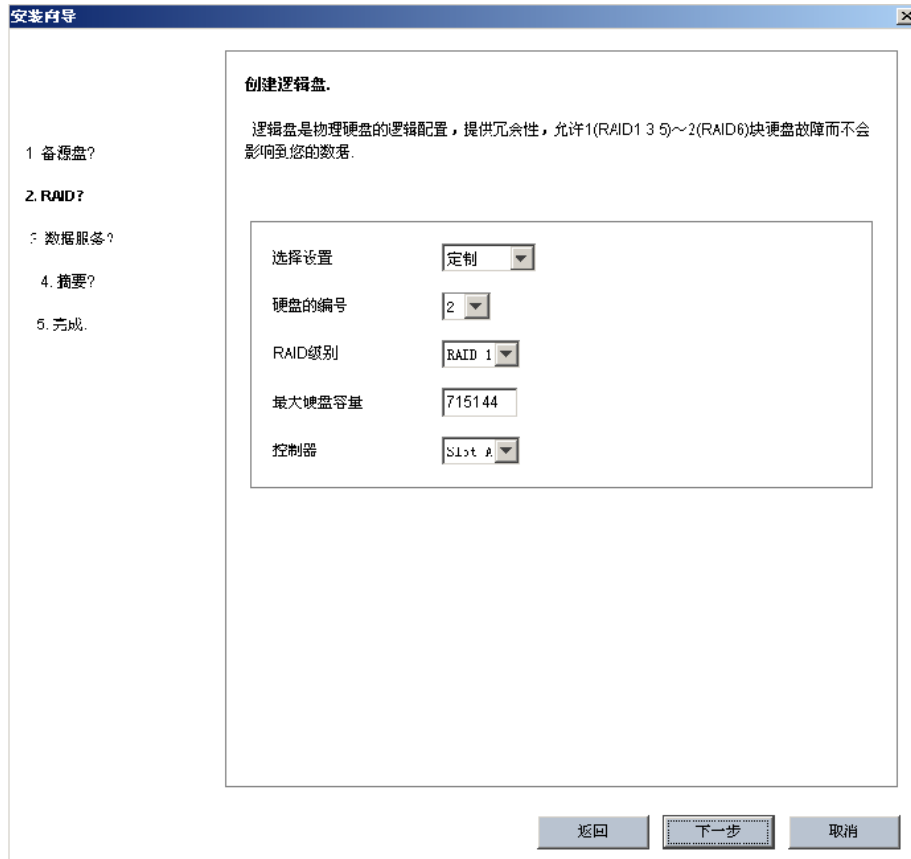 安装向导
1 备源盘?
2. RAID?
3 数据服务?
4. 摘要?
5. 完成.
创建逻辑盘.
逻辑盘是物理硬盘的逻辑配置，提供冗余性，允许1(RAID1 3 5)～2(RAID6)块硬盘故障而不会
影响到您的数据.
选择设置 定制
硬盘的编号 2
RAID级别 RAID 1
最大硬盘容量 715144
控制器 Slot A
返回 下一步 取消